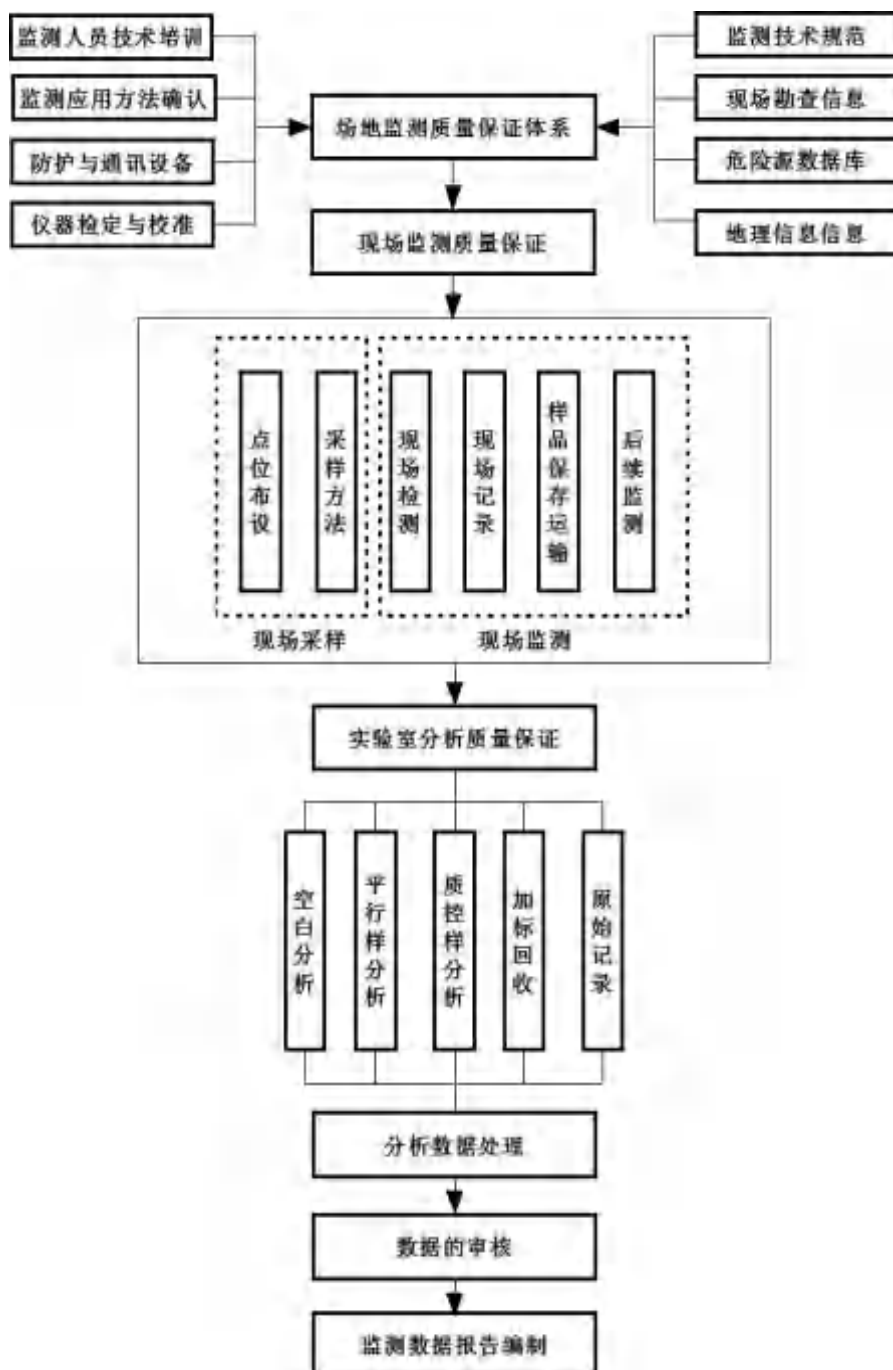 监测人员技术培训
监测应用方法确认
防护与通讯设备
仪器检定与校准
监测技术规范
现场勘查信息
危险源数据库
地理信息信息
场地监测质量保证体系
现场监测质量保证
点位布设
采样方法
现场检测
现场记录
样品保存运输
后续监测
现场采样
现场监测
实验室分析质量保证
空白分析
平行样分析
质控样分析
加标回收
原始记录
分析数据处理
数据的审核
监测数据报告编制